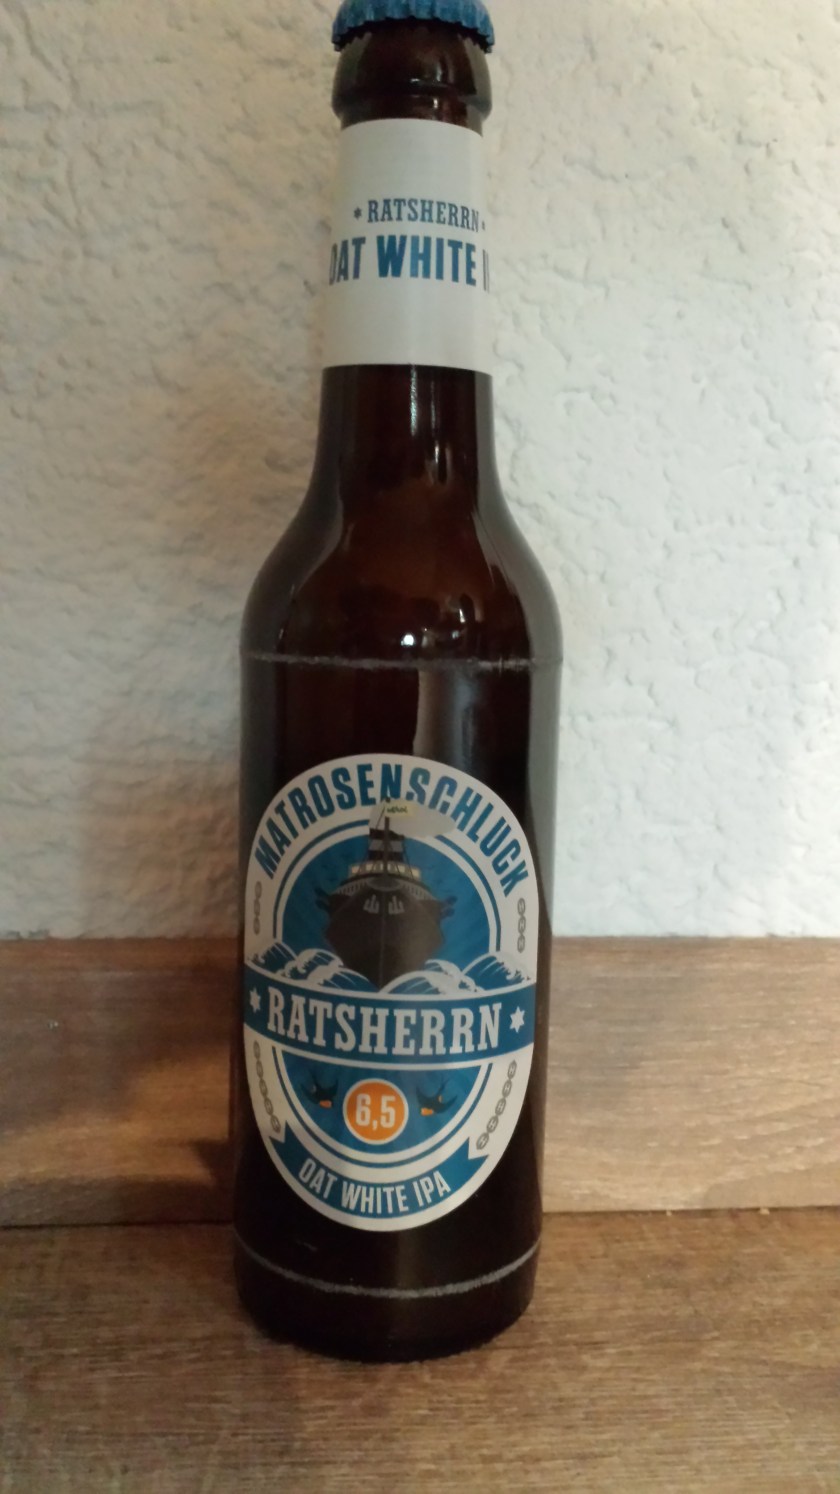 * RATSHERRN *
OAT WHITE
MATROSENSCHLUCK
* RATSHERRN *
6,5
OAT WHITE IPA